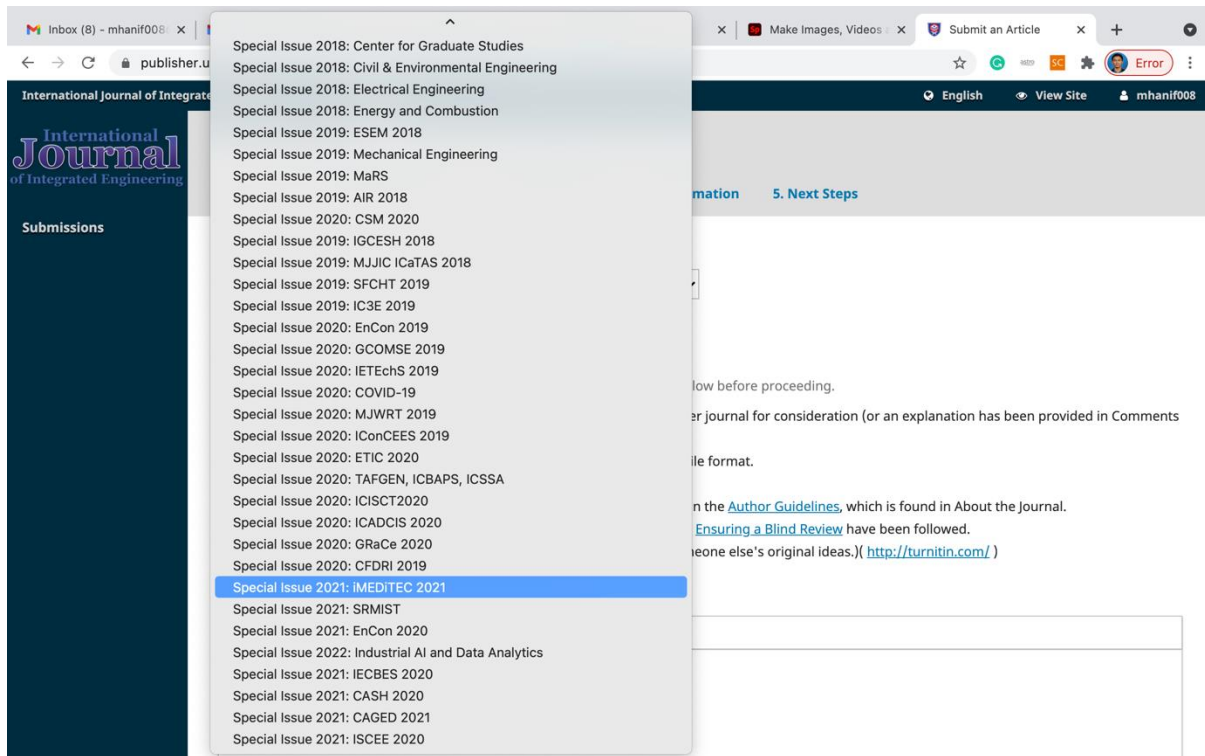 Inbox (8) - mhanif008
Make Images, Videos
Submit an Article
publisher.u
Error
International Journal of Integrate
English
View Site
mhanif008
International
Journal
of Integrated Engineering
mation
5. Next Steps
Submissions
Special Issue 2018: Center for Graduate Studies
Special Issue 2018: Civil & Environmental Engineering
Special Issue 2018: Electrical Engineering
Special Issue 2018: Energy and Combustion
Special Issue 2019: ESEM 2018
Special Issue 2019: Mechanical Engineering
Special Issue 2019: MaRS
Special Issue 2019: AIR 2018
Special Issue 2020: CSM 2020
Special Issue 2019: IGCESH 2018
Special Issue 2019: MJJIC ICaTAS 2018
Special Issue 2019: SFCHT 2019
Special Issue 2019: IC3E 2019
Special Issue 2020: EnCon 2019
Special Issue 2020: GCOMSE 2019
Special Issue 2020: IETEchS 2019
Special Issue 2020: COVID-19
Special Issue 2020: MJWRT 2019
Special Issue 2020: IConCEES 2019
Special Issue 2020: ETIC 2020
Special Issue 2020: TAFGEN, ICBAPS, ICSSA
Special Issue 2020: ICISCT2020
Special Issue 2020: ICADCIS 2020
Special Issue 2020: GRaCe 2020
Special Issue 2020: CFDRI 2019
Special Issue 2021: iMEDiTEC 2021
Special Issue 2021: SRMIST
Special Issue 2021: EnCon 2020
Special Issue 2022: Industrial AI and Data Analytics
Special Issue 2021: IECBES 2020
Special Issue 2021: CASH 2020
Special Issue 2021: CAGED 2021
Special Issue 2021: ISCEE 2020
low before proceeding.
er journal for consideration (or an explanation has been provided in Comments
ile format.
n the Author Guidelines, which is found in About the Journal.
Ensuring a Blind Review have been followed.
eone else's original ideas.)( http://turnitin.com/ )